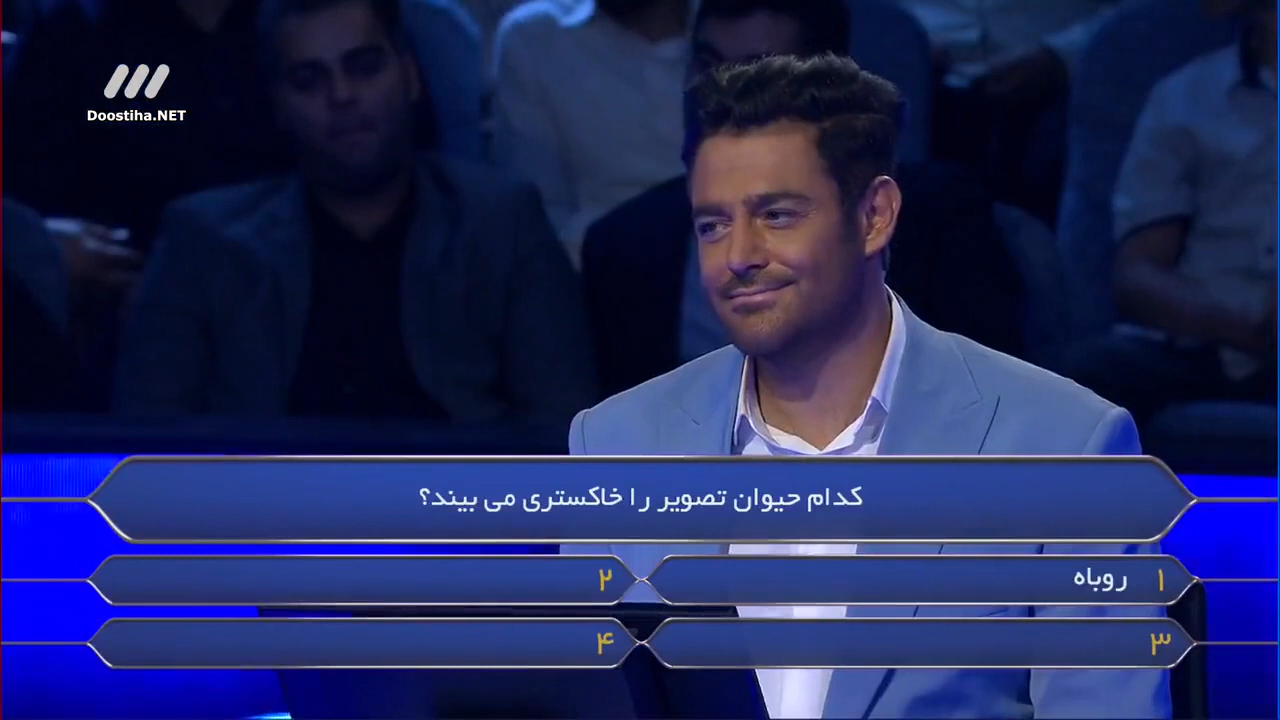 Doostiha.NET
کدام حیوان تصویر را خاکستری می بیند؟
۱ روباه
۲
۳
۴